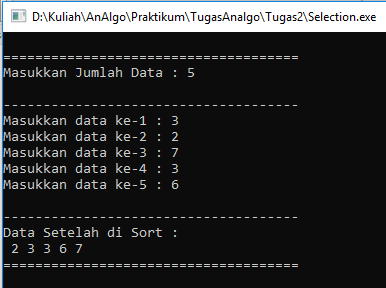 D:\Kuliah\AnAlgo\Praktikum\TugasAnalgo\Tugas2\Selection.exe
=====================================
Masukkan Jumlah Data : 5
-------------------------------------
Masukkan data ke-1 : 3
Masukkan data ke-2 : 2
Masukkan data ke-3 : 7
Masukkan data ke-4 : 3
Masukkan data ke-5 : 6
-------------------------------------
Data Setelah di Sort :
 2 3 3 6 7
=====================================